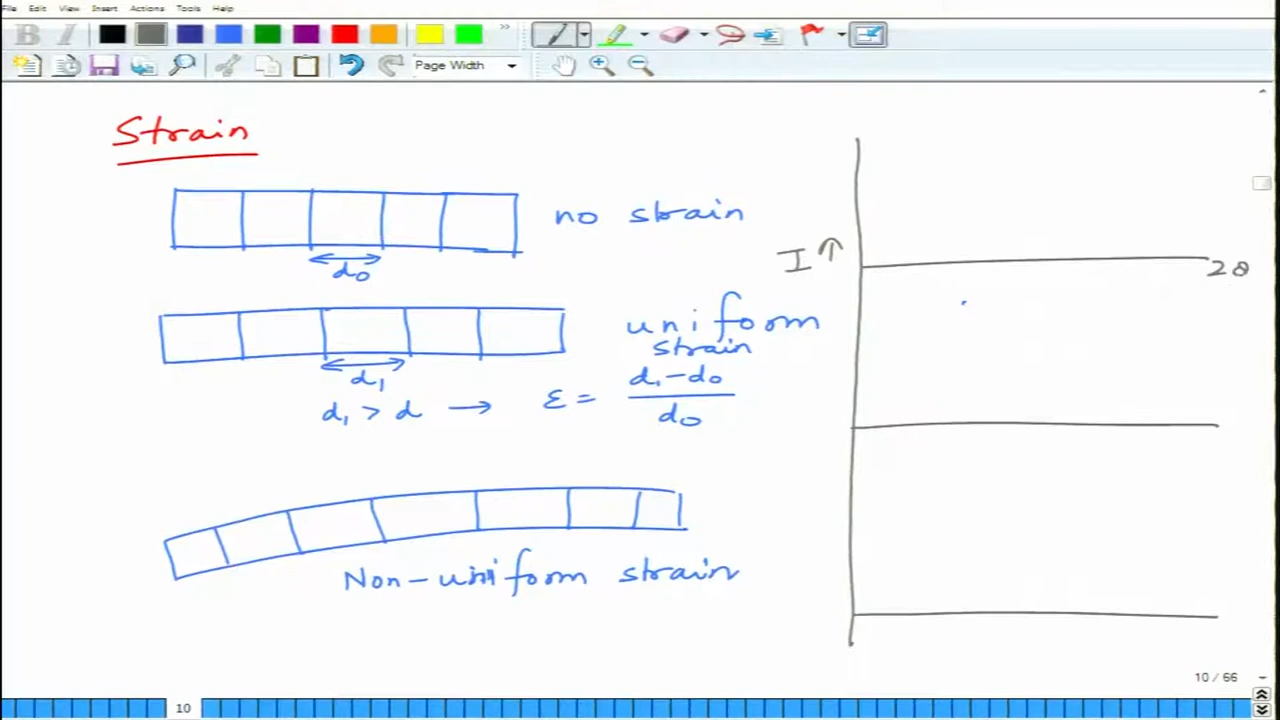 File Edit View Insert Actions Tools Help
B I
Page Width
Strain
no strain
d₀
I ↑
2θ
uniform
strain
d₁
d₁ > d → ε = d₁ - d₀ / d₀
Non-uniform strain
10 / 66
10